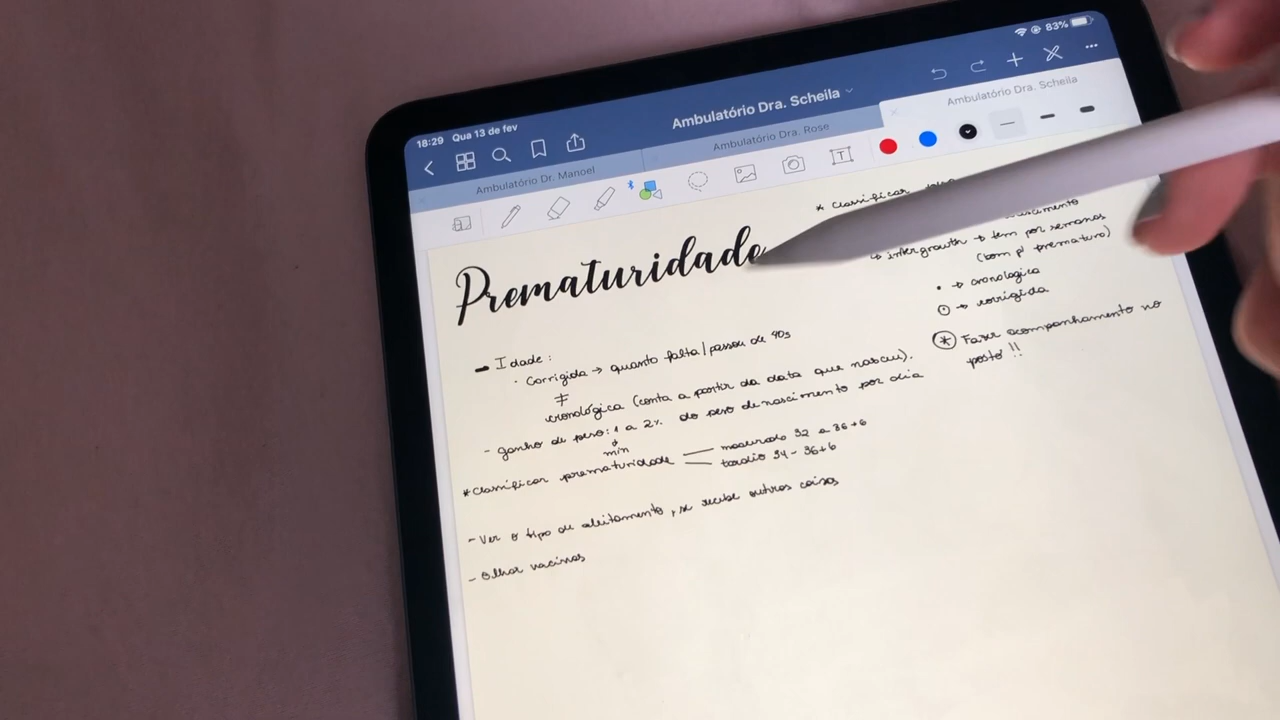 18:29 Qua 13 de fev
83%
Ambulatório Dra. Scheila
Ambulatório Dr. Manoel
Ambulatório Dra. Rose
Ambulatório Dra. Scheila
Prematuridade
- Idade:
· Corrigida → quanto falta/passou de 40s
≠
cronológica (conta a partir da data que nasceu).
- ganho de peso: 1 a 2% do peso de nascimento por dia
min
* Classificar prematuridade
moderado 32 a 36+6
tardio 34 - 36+6
- Ver o tipo de aleitamento, se recebe outras coisas
- Olhar vacinas
* Classificar
↳ intergrowth → tem por semanas
(bom p/ prematuro)
• → cronologica
⊙ → corrigida
* Fazer acompanhamento no
posto!!